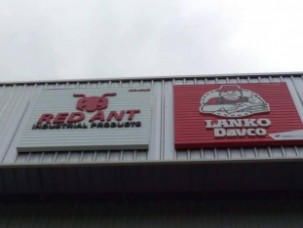 RED ANT
INDUSTRIAL PRODUCTS
LANKO
Davco